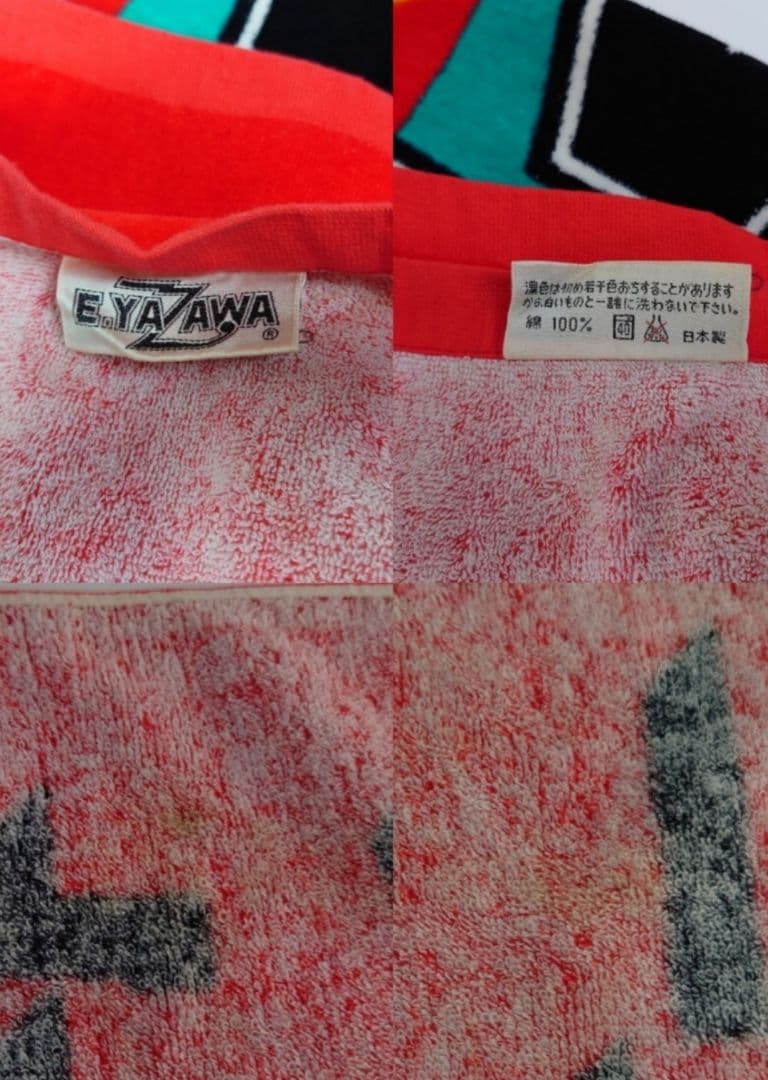 E.YAZAWA
®
濃色は初め若干色おちすることがあります
から、白いものと一諸に洗わないで下さい。
綿 100% 40 日本製